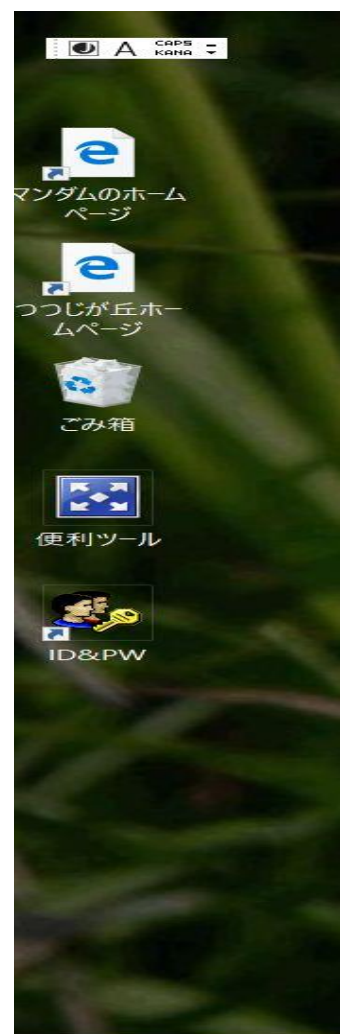 A CAPS
KANA
マンダムのホーム
ページ
つつじが丘ホー
ムページ
ごみ箱
便利ツール
ID&PW